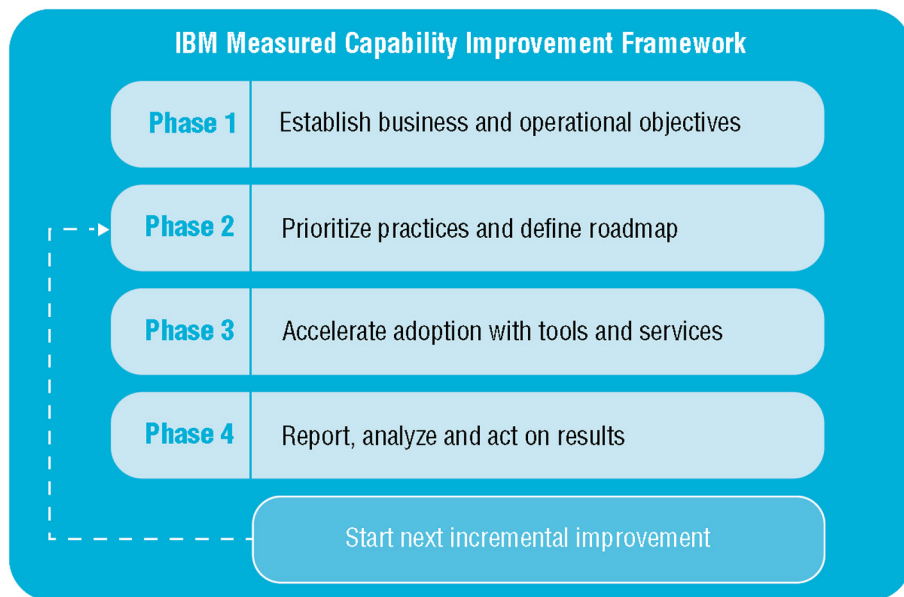 IBM Measured Capability Improvement Framework
Phase 1 Establish business and operational objectives
Phase 2 Prioritize practices and define roadmap
Phase 3 Accelerate adoption with tools and services
Phase 4 Report, analyze and act on results
Start next incremental improvement